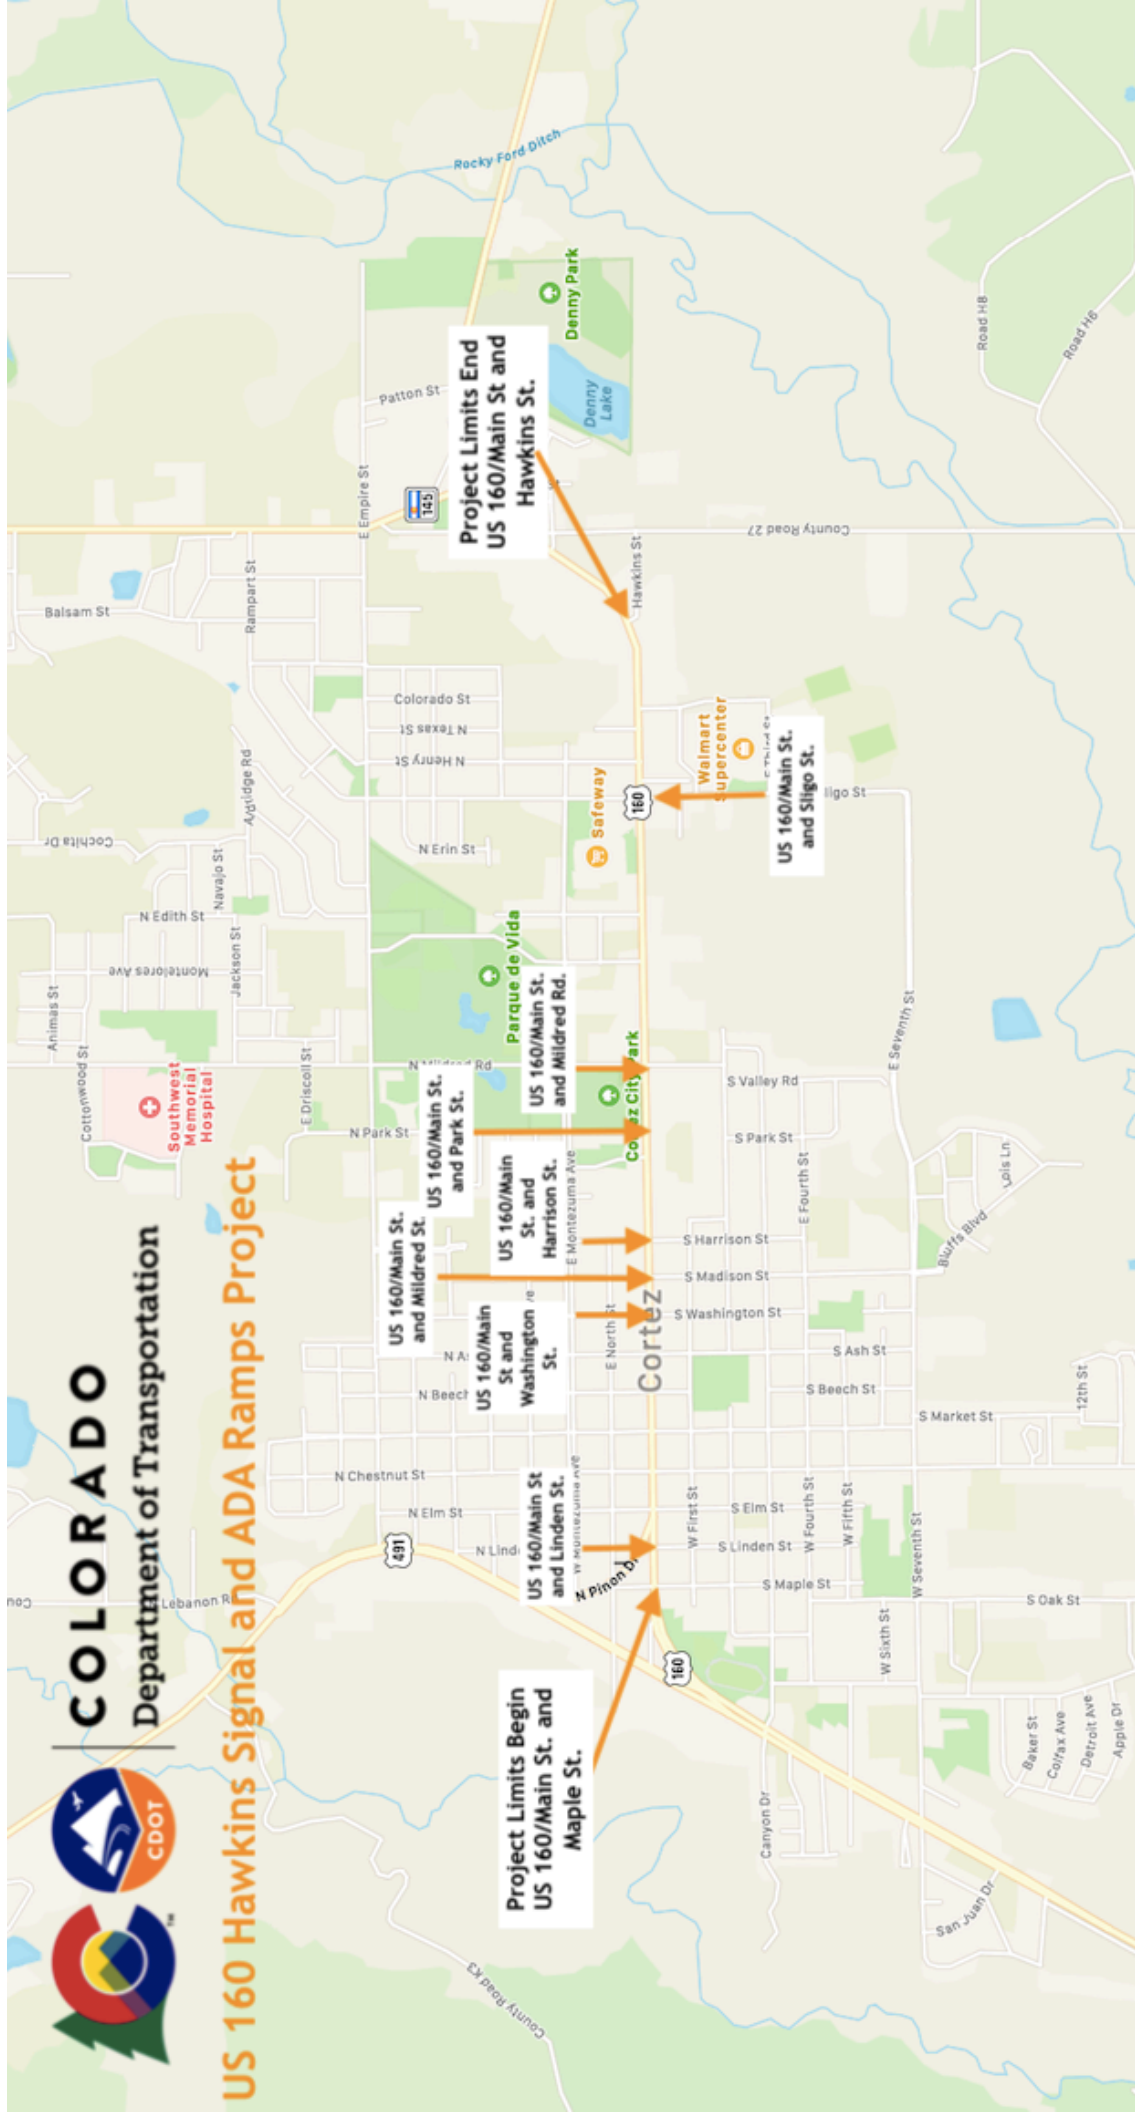 COLORADO
Department of Transportation
CDOT
TM
US 160 Hawkins Signal and ADA Ramps Project
Project Limits Begin
US 160/Main St. and
Maple St.
US 160/Main St
and Linden St.
US 160/Main
St and
Washington
St.
US 160/Main St.
and Mildred St.
US 160/Main
St. and
Harrison St.
US 160/Main St.
and Park St.
US 160/Main St.
and Mildred Rd.
US 160/Main St.
and Sligo St.
Project Limits End
US 160/Main St and
Hawkins St.
Cottonwood St
Animas St
Cochita Dr
Balsam St
Southwest
Memorial
Hospital
Montelores Ave
N Edith St
Navajo St
Jackson St
Rampart St
Lebanon Rd
E Driscoll St
N Park St
E Empire St
491
N Chestnut St
N Elm St
N Erin St
N Henry St
N Texas St
Colorado St
Patton St
145
Rocky Ford Ditch
Parque de Vida
Safeway
Denny Park
Denny
Lake
County Road K3
N Pinon Dr
E North St
E Montezuma Ave
Cortez
160
160
Hawkins St
Walmart
Supercenter
W First St
S Washington St
S Madison St
S Harrison St
S Park St
S Valley Rd
County Road 27
Canyon Dr
S Maple St
S Linden St
S Elm St
W Fourth St
W Fifth St
S Beech St
S Ash St
E Fourth St
W Sixth St
W Seventh St
S Market St
E Seventh St
San Juan Dr
Baker St
Colfax Ave
Detroit Ave
Apple Dr
S Oak St
12th St
Bluffs Blvd
Lois Ln
Road H8
Road H6